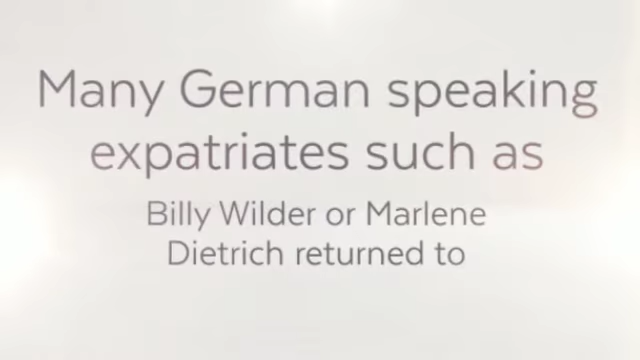 Many German speaking
expatriates such as
Billy Wilder or Marlene
Dietrich returned to